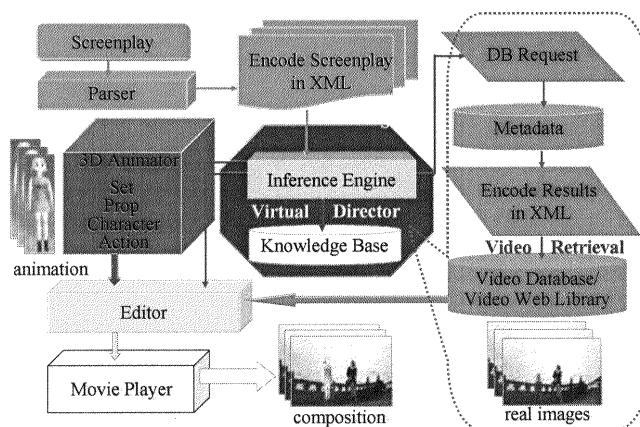 Screenplay
Parser
Encode Screenplay
in XML
DB Request
Metadata
Encode Results
in XML
Video Retrieval
Video Database/
Video Web Library
3D Animator
Set
Prop
Character
Action
animation
Inference Engine
Virtual Director
Knowledge Base
Editor
Movie Player
composition
real images